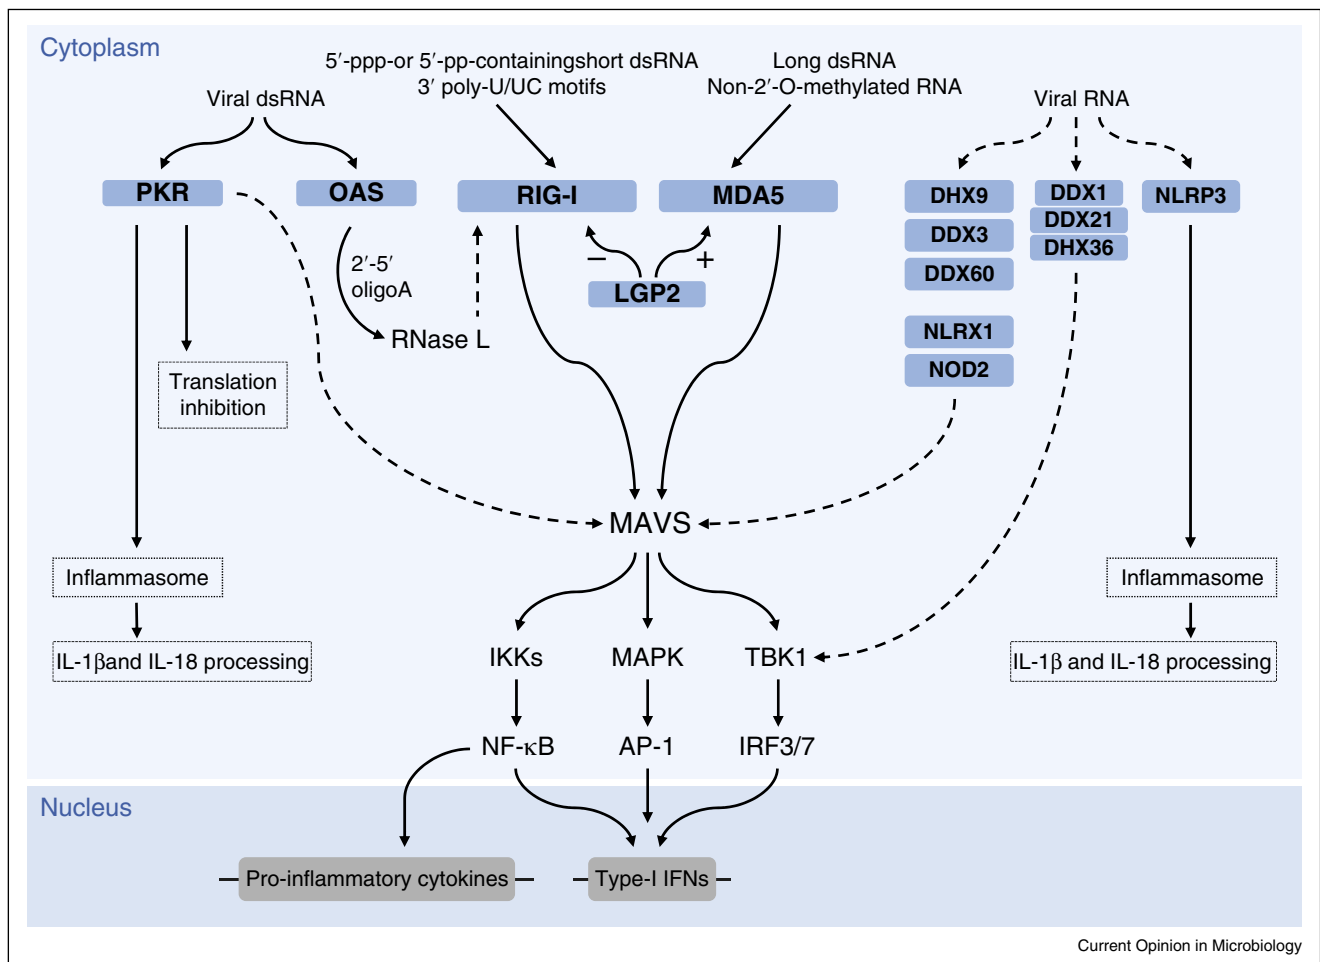 Cytoplasm
5′-ppp-or 5′-pp-containingshort dsRNA
3′ poly-U/UC motifs
Long dsRNA
Non-2′-O-methylated RNA
Viral dsRNA
Viral RNA
PKR
OAS
RIG-I
MDA5
DHX9
DDX3
DDX60
NLRX1
NOD2
DDX1
DDX21
DHX36
NLRP3
2′-5′
oligoA
RNase L
−
+
LGP2
Translation
inhibition
MAVS
Inflammasome
IL-1βand IL-18 processing
Inflammasome
IL-1β and IL-18 processing
IKKs
MAPK
TBK1
NF-κB
AP-1
IRF3/7
Nucleus
Pro-inflammatory cytokines
Type-I IFNs
Current Opinion in Microbiology